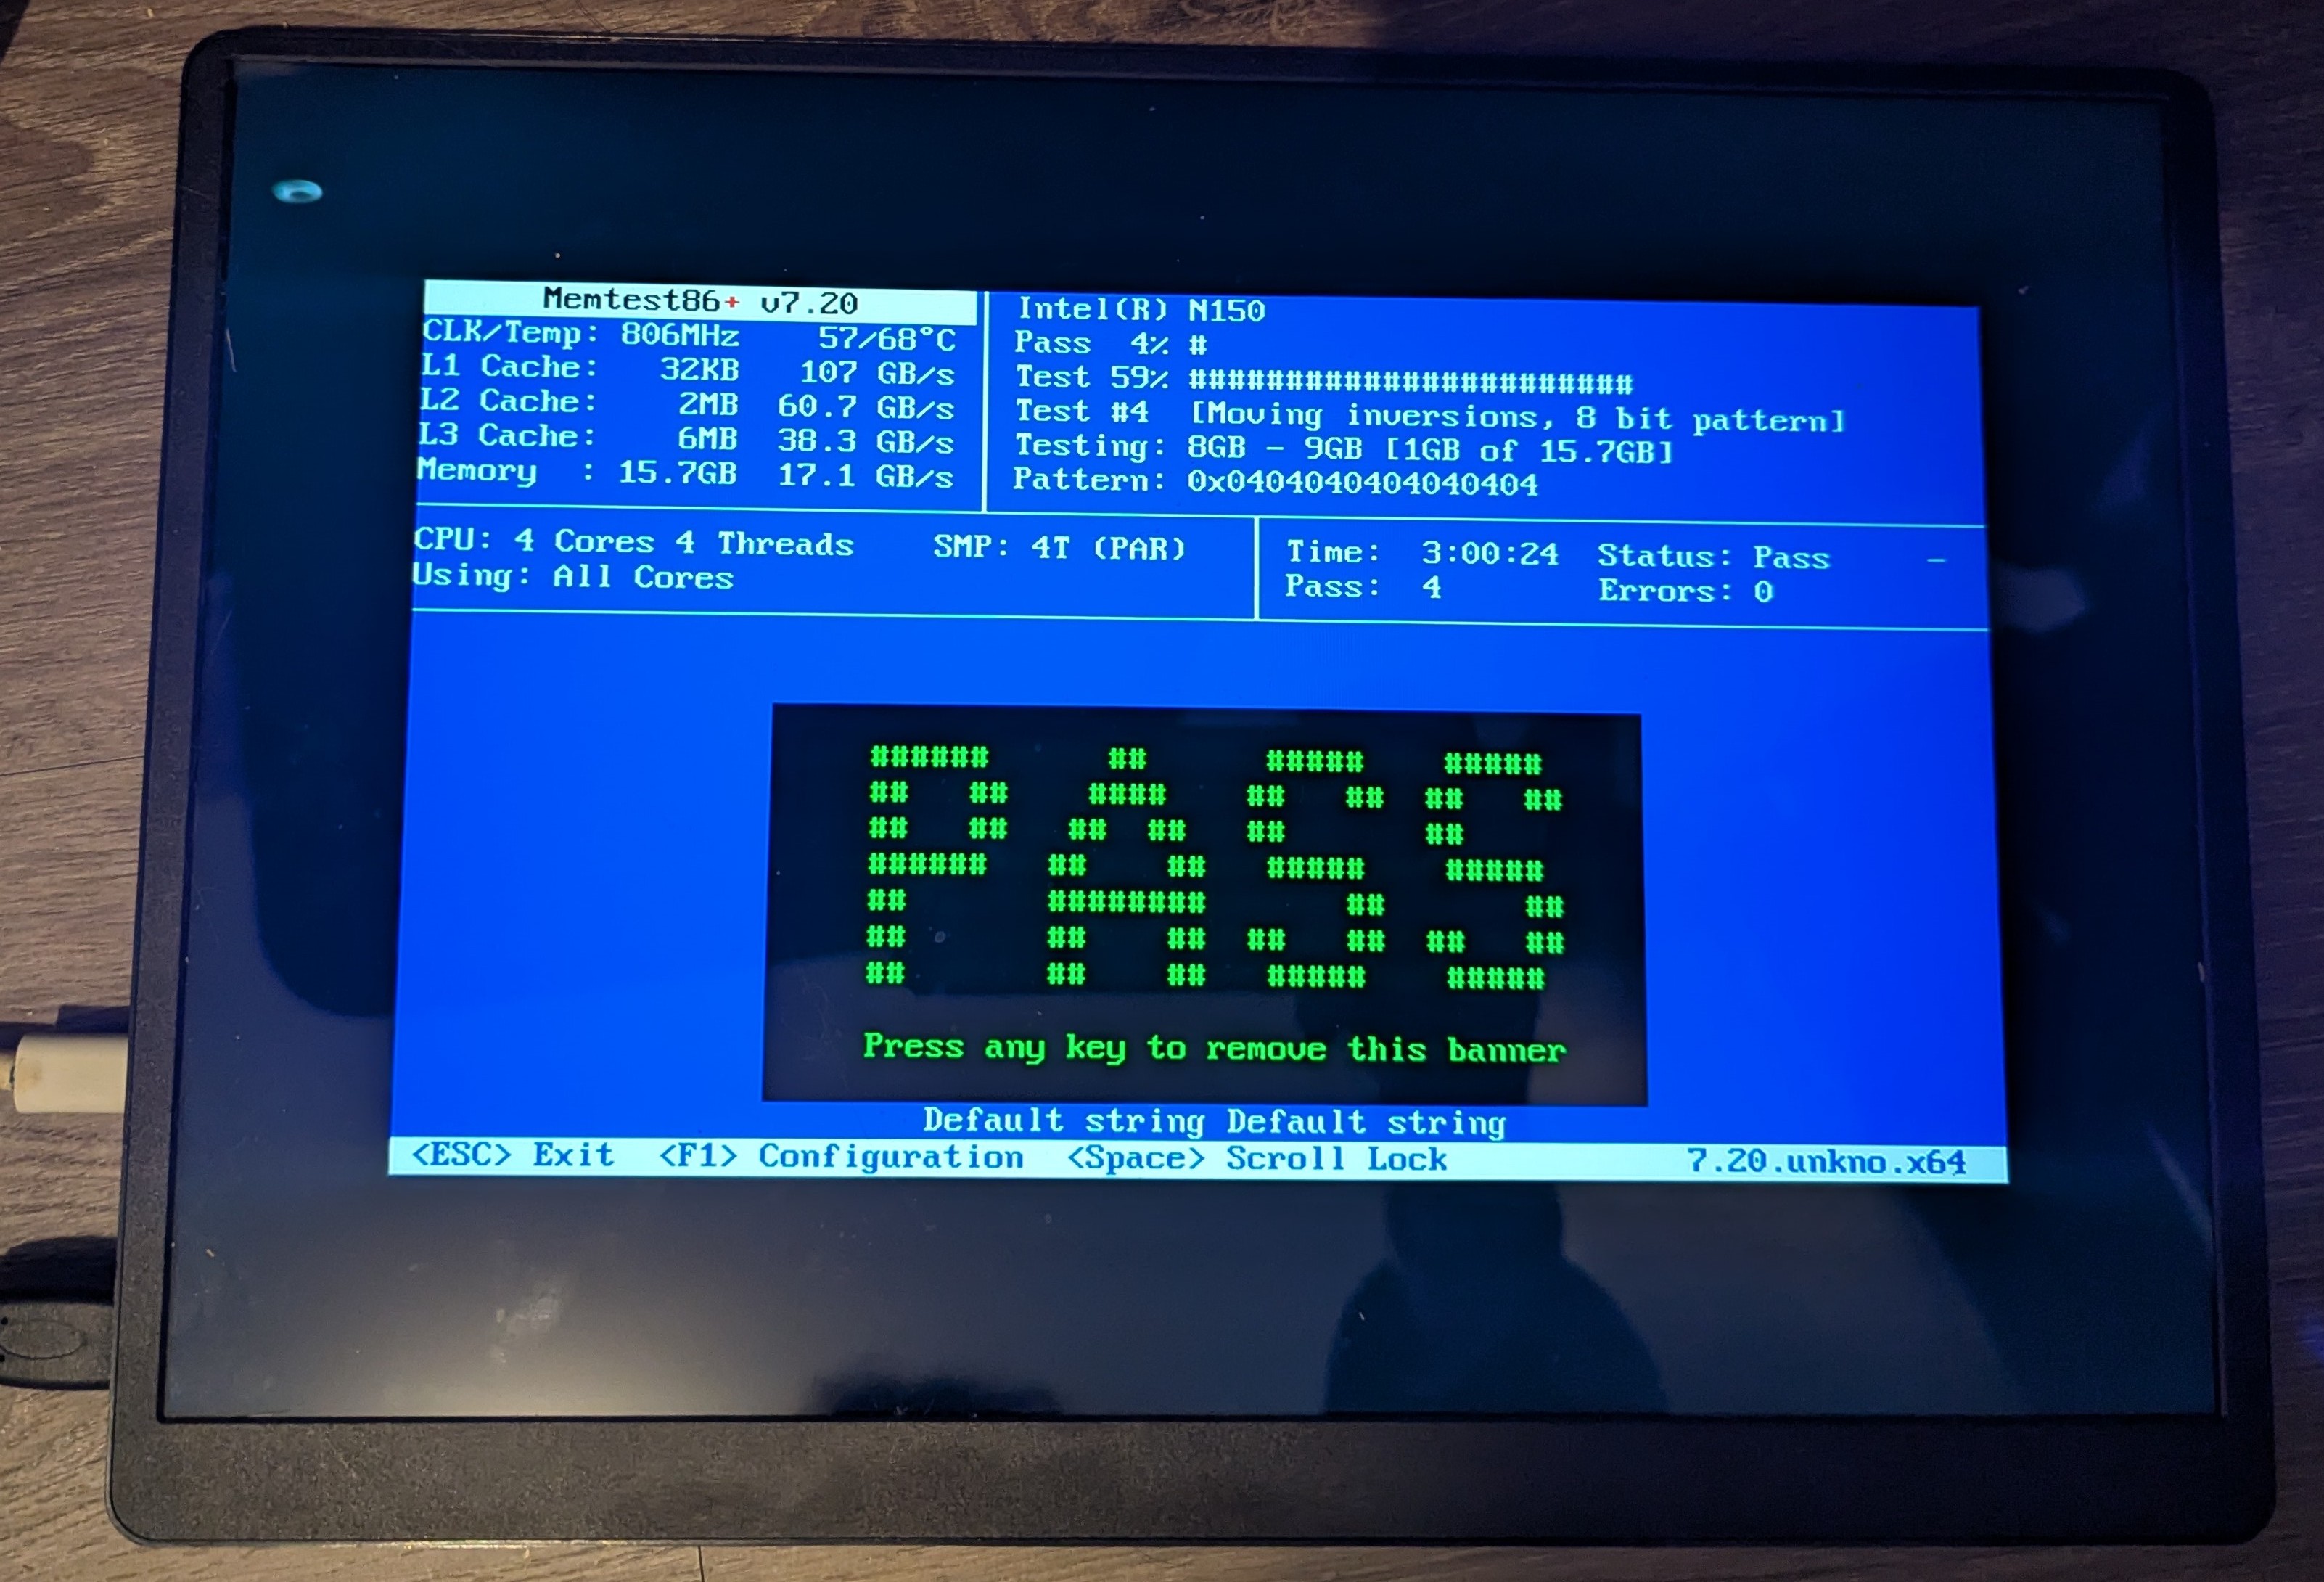 Memtest86+ v7.20
CLK/Temp: 806MHz 57/68°C
L1 Cache: 32KB 107 GB/s
L2 Cache: 2MB 60.7 GB/s
L3 Cache: 6MB 38.3 GB/s
Memory : 15.7GB 17.1 GB/s
Intel(R) N150
Pass 4% #
Test 59% #######################
Test #4 [Moving inversions, 8 bit pattern]
Testing: 8GB - 9GB [1GB of 15.7GB]
Pattern: 0x0404040404040404
CPU: 4 Cores 4 Threads SMP: 4T (PAR)
Using: All Cores
Time: 3:00:24 Status: Pass -
Pass: 4 Errors: 0
PASS
Press any key to remove this banner
Default string Default string
<ESC> Exit <F1> Configuration <Space> Scroll Lock 7.20.unkno.x64